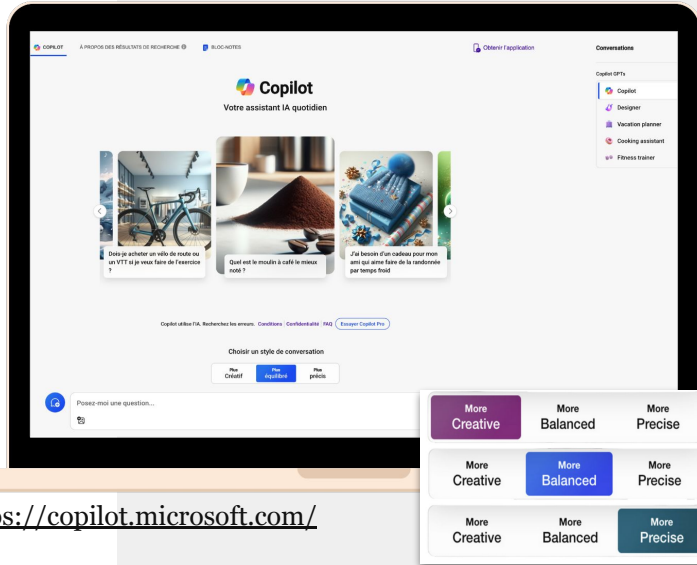 COPILOT
À PROPOS DES RÉSULTATS DE RECHERCHE
BLOC-NOTES
Obtenir l'application
Conversations
Copilot
Votre assistant IA quotidien
Copilot GPTs
Copilot
Designer
Vacation planner
Cooking assistant
Fitness trainer
Dois-je acheter un vélo de route ou
un VTT si je veux faire de l'exercice
?
Quel est le moulin à café le mieux
noté ?
J'ai besoin d'un cadeau pour mon
ami qui aime faire de la randonnée
par temps froid
Copilot utilise l'IA. Recherchez les erreurs. Conditions Confidentialité FAQ Essayer Copilot Pro
Choisir un style de conversation
Plus
Créatif
Plus
équilibré
Plus
précis
Posez-moi une question...
More
Creative
More
Balanced
More
Precise
More
Creative
More
Balanced
More
Precise
More
Creative
More
Balanced
More
Precise
ps://copilot.microsoft.com/